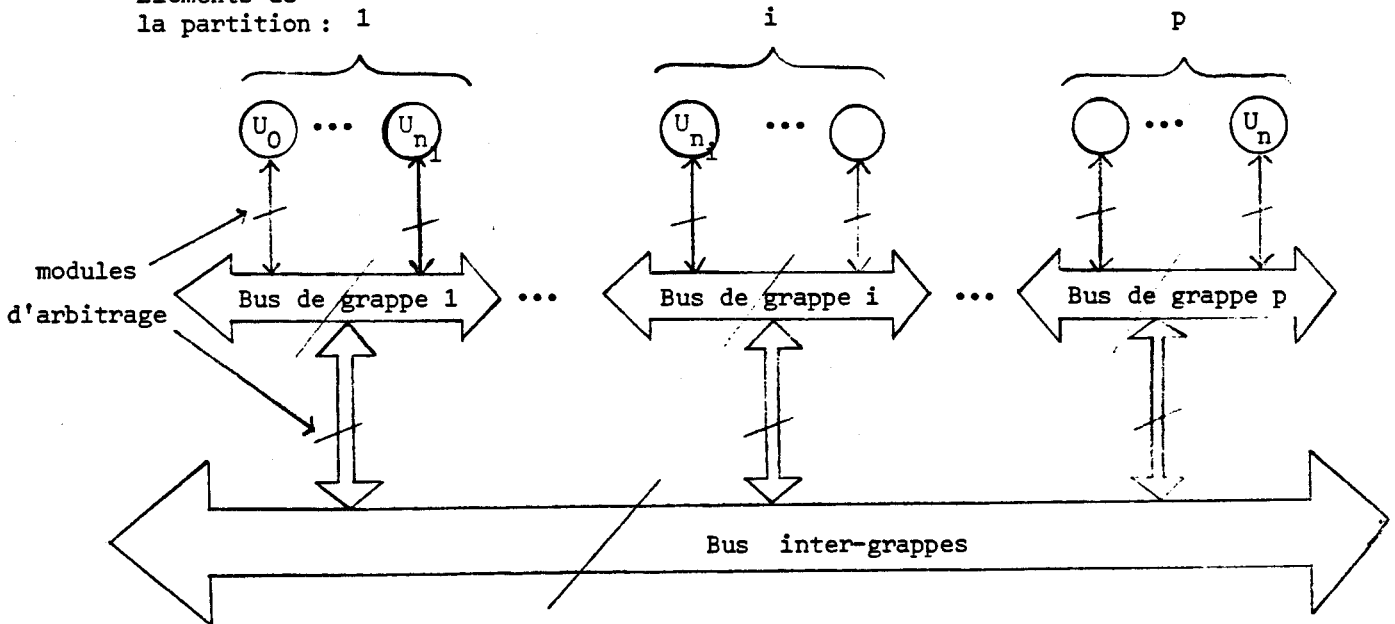 la partition : 1 i p
U0 ••• Un1 Uni ••• ••• Un
modules
d'arbitrage
Bus de grappe 1 ••• Bus de grappe i ••• Bus de grappe p
Bus inter-grappes